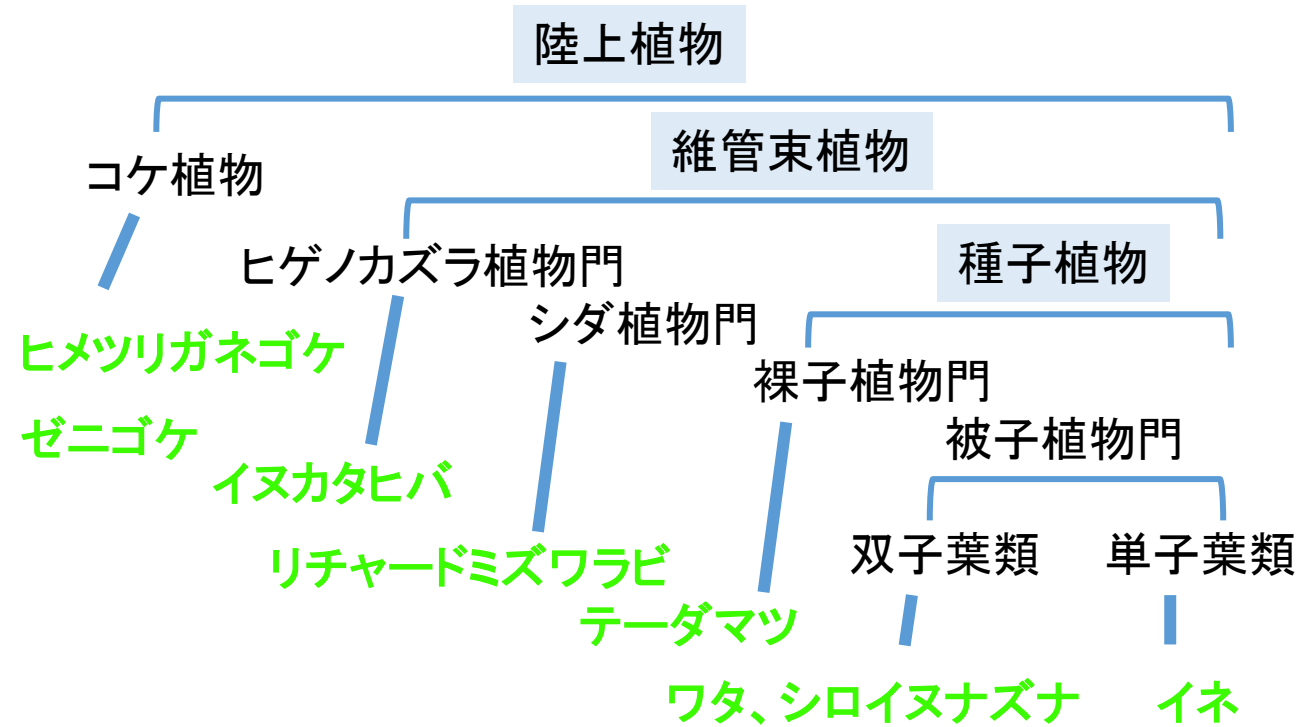 陸上植物
維管束植物
コケ植物
種子植物
ヒゲノカズラ植物門
シダ植物門
ヒメツリガネゴケ
裸子植物門
ゼニゴケ
被子植物門
イヌカタヒバ
双子葉類
単子葉類
リチャードミズワラビ
テーダマツ
ワタ、シロイヌナズナ
イネ